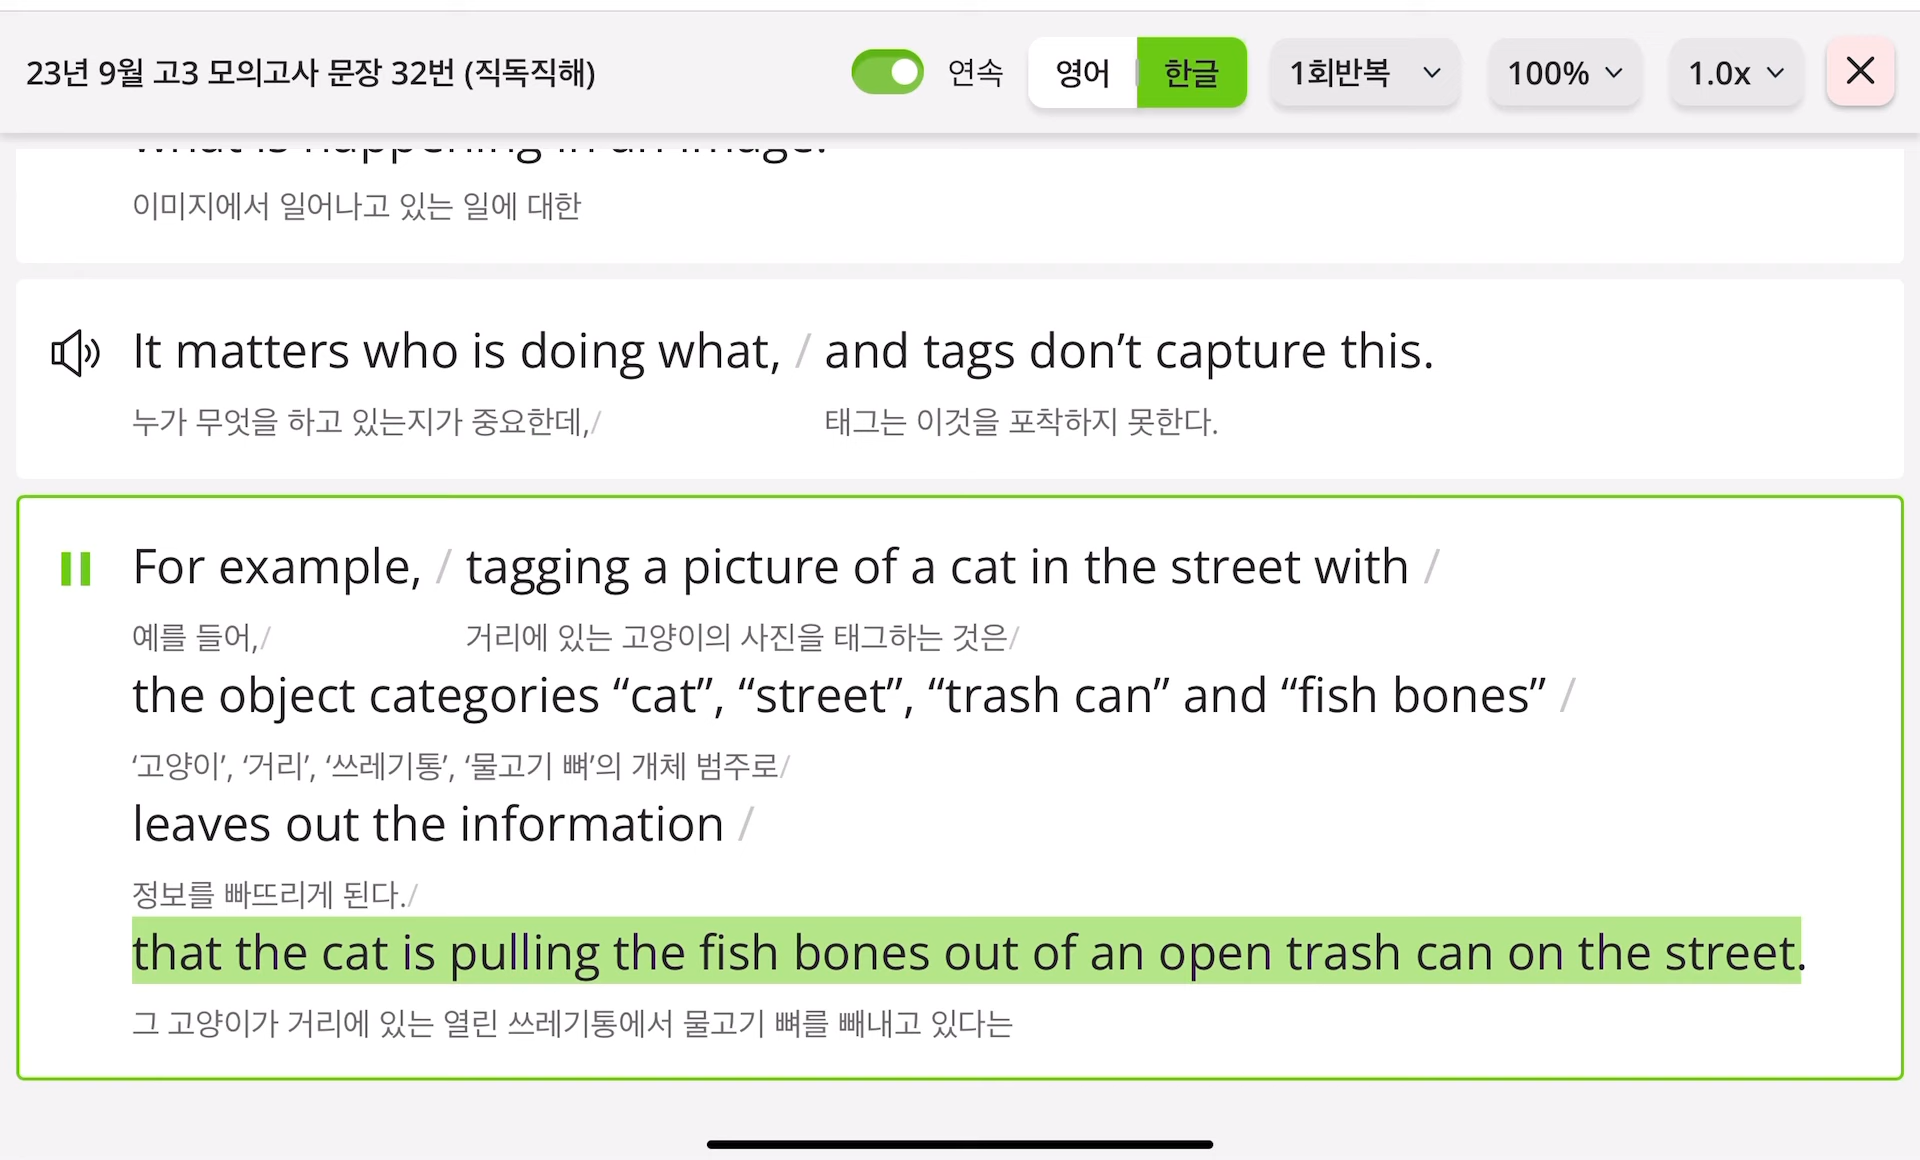 23년 9월 고3 모의고사 문장 32번 (직독직해)
연속
영어 한글
1회반복
100%
1.0x
what is happening in an image.
이미지에서 일어나고 있는 일에 대한
It matters who is doing what, / and tags don’t capture this.
누가 무엇을 하고 있는지가 중요한데,/ 태그는 이것을 포착하지 못한다.
For example, / tagging a picture of a cat in the street with /
예를 들어,/ 거리에 있는 고양이의 사진을 태그하는 것은/
the object categories “cat”, “street”, “trash can” and “fish bones” /
‘고양이’, ‘거리’, ‘쓰레기통’, ‘물고기 뼈’의 개체 범주로/
leaves out the information /
정보를 빠뜨리게 된다./
that the cat is pulling the fish bones out of an open trash can on the street.
그 고양이가 거리에 있는 열린 쓰레기통에서 물고기 뼈를 빼내고 있다는